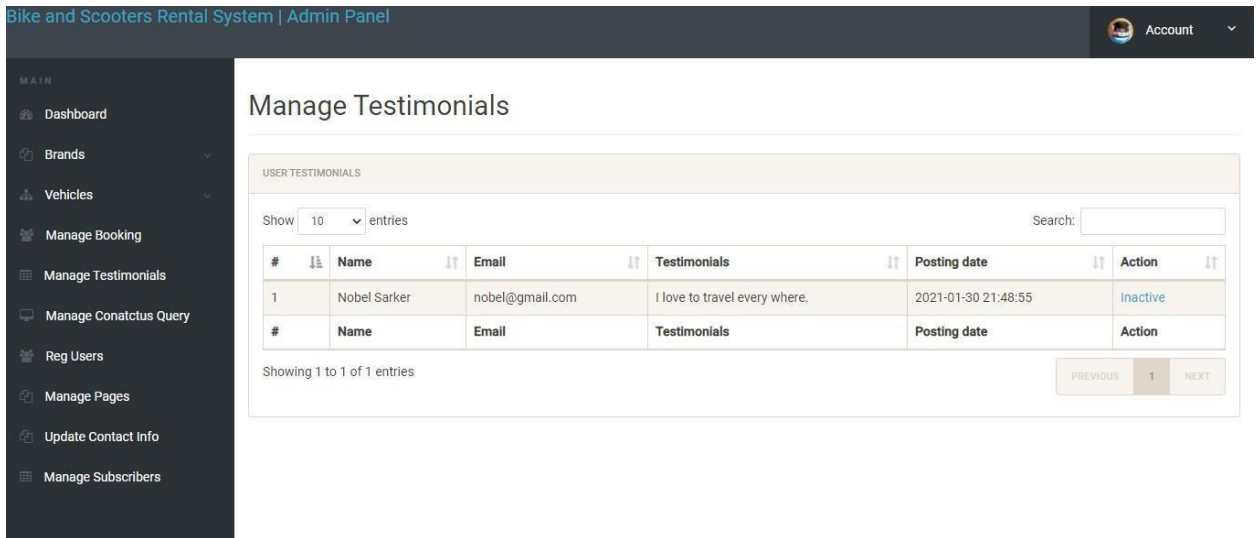 Bike and Scooters Rental System | Admin Panel
Account
MAIN
Dashboard
Brands
Vehicles
Manage Booking
Manage Testimonials
Manage Conatctus Query
Reg Users
Manage Pages
Update Contact Info
Manage Subscribers
Manage Testimonials
USER TESTIMONIALS
Show 10 entries Search:
# Name Email Testimonials Posting date Action
1 Nobel Sarker nobel@gmail.com I love to travel every where. 2021-01-30 21:48:55 Inactive
# Name Email Testimonials Posting date Action
Showing 1 to 1 of 1 entries PREVIOUS 1 NEXT